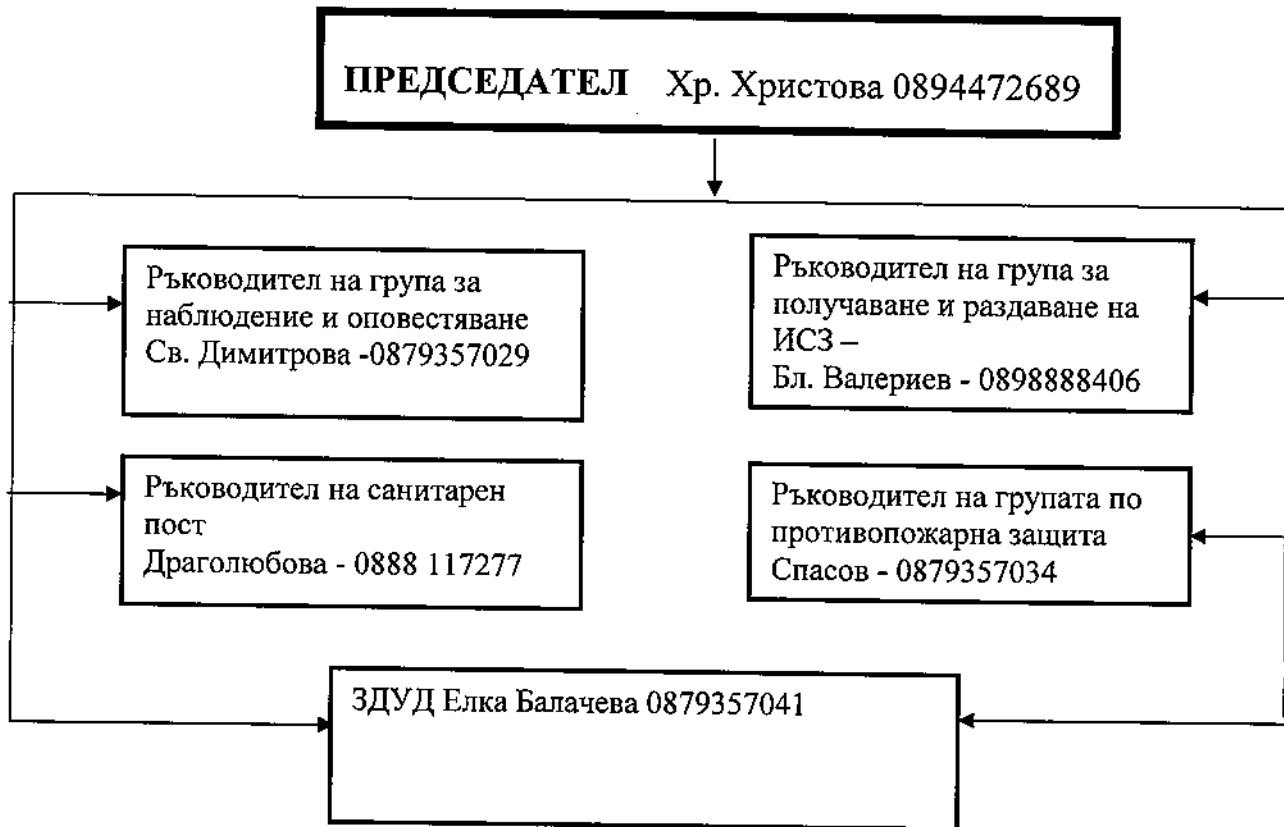 ПРЕДСЕДАТЕЛ Хр. Христова 0894472689
Ръководител на група за
наблюдение и оповестяване
Св. Димитрова -0879357029
Ръководител на група за
получаване и раздаване на
ИСЗ –
Бл. Валериев - 0898888406
Ръководител на санитарен
пост
Драголюбова - 0888 117277
Ръководител на групата по
противопожарна защита
Спасов - 0879357034
ЗДУД Елка Балачева 0879357041